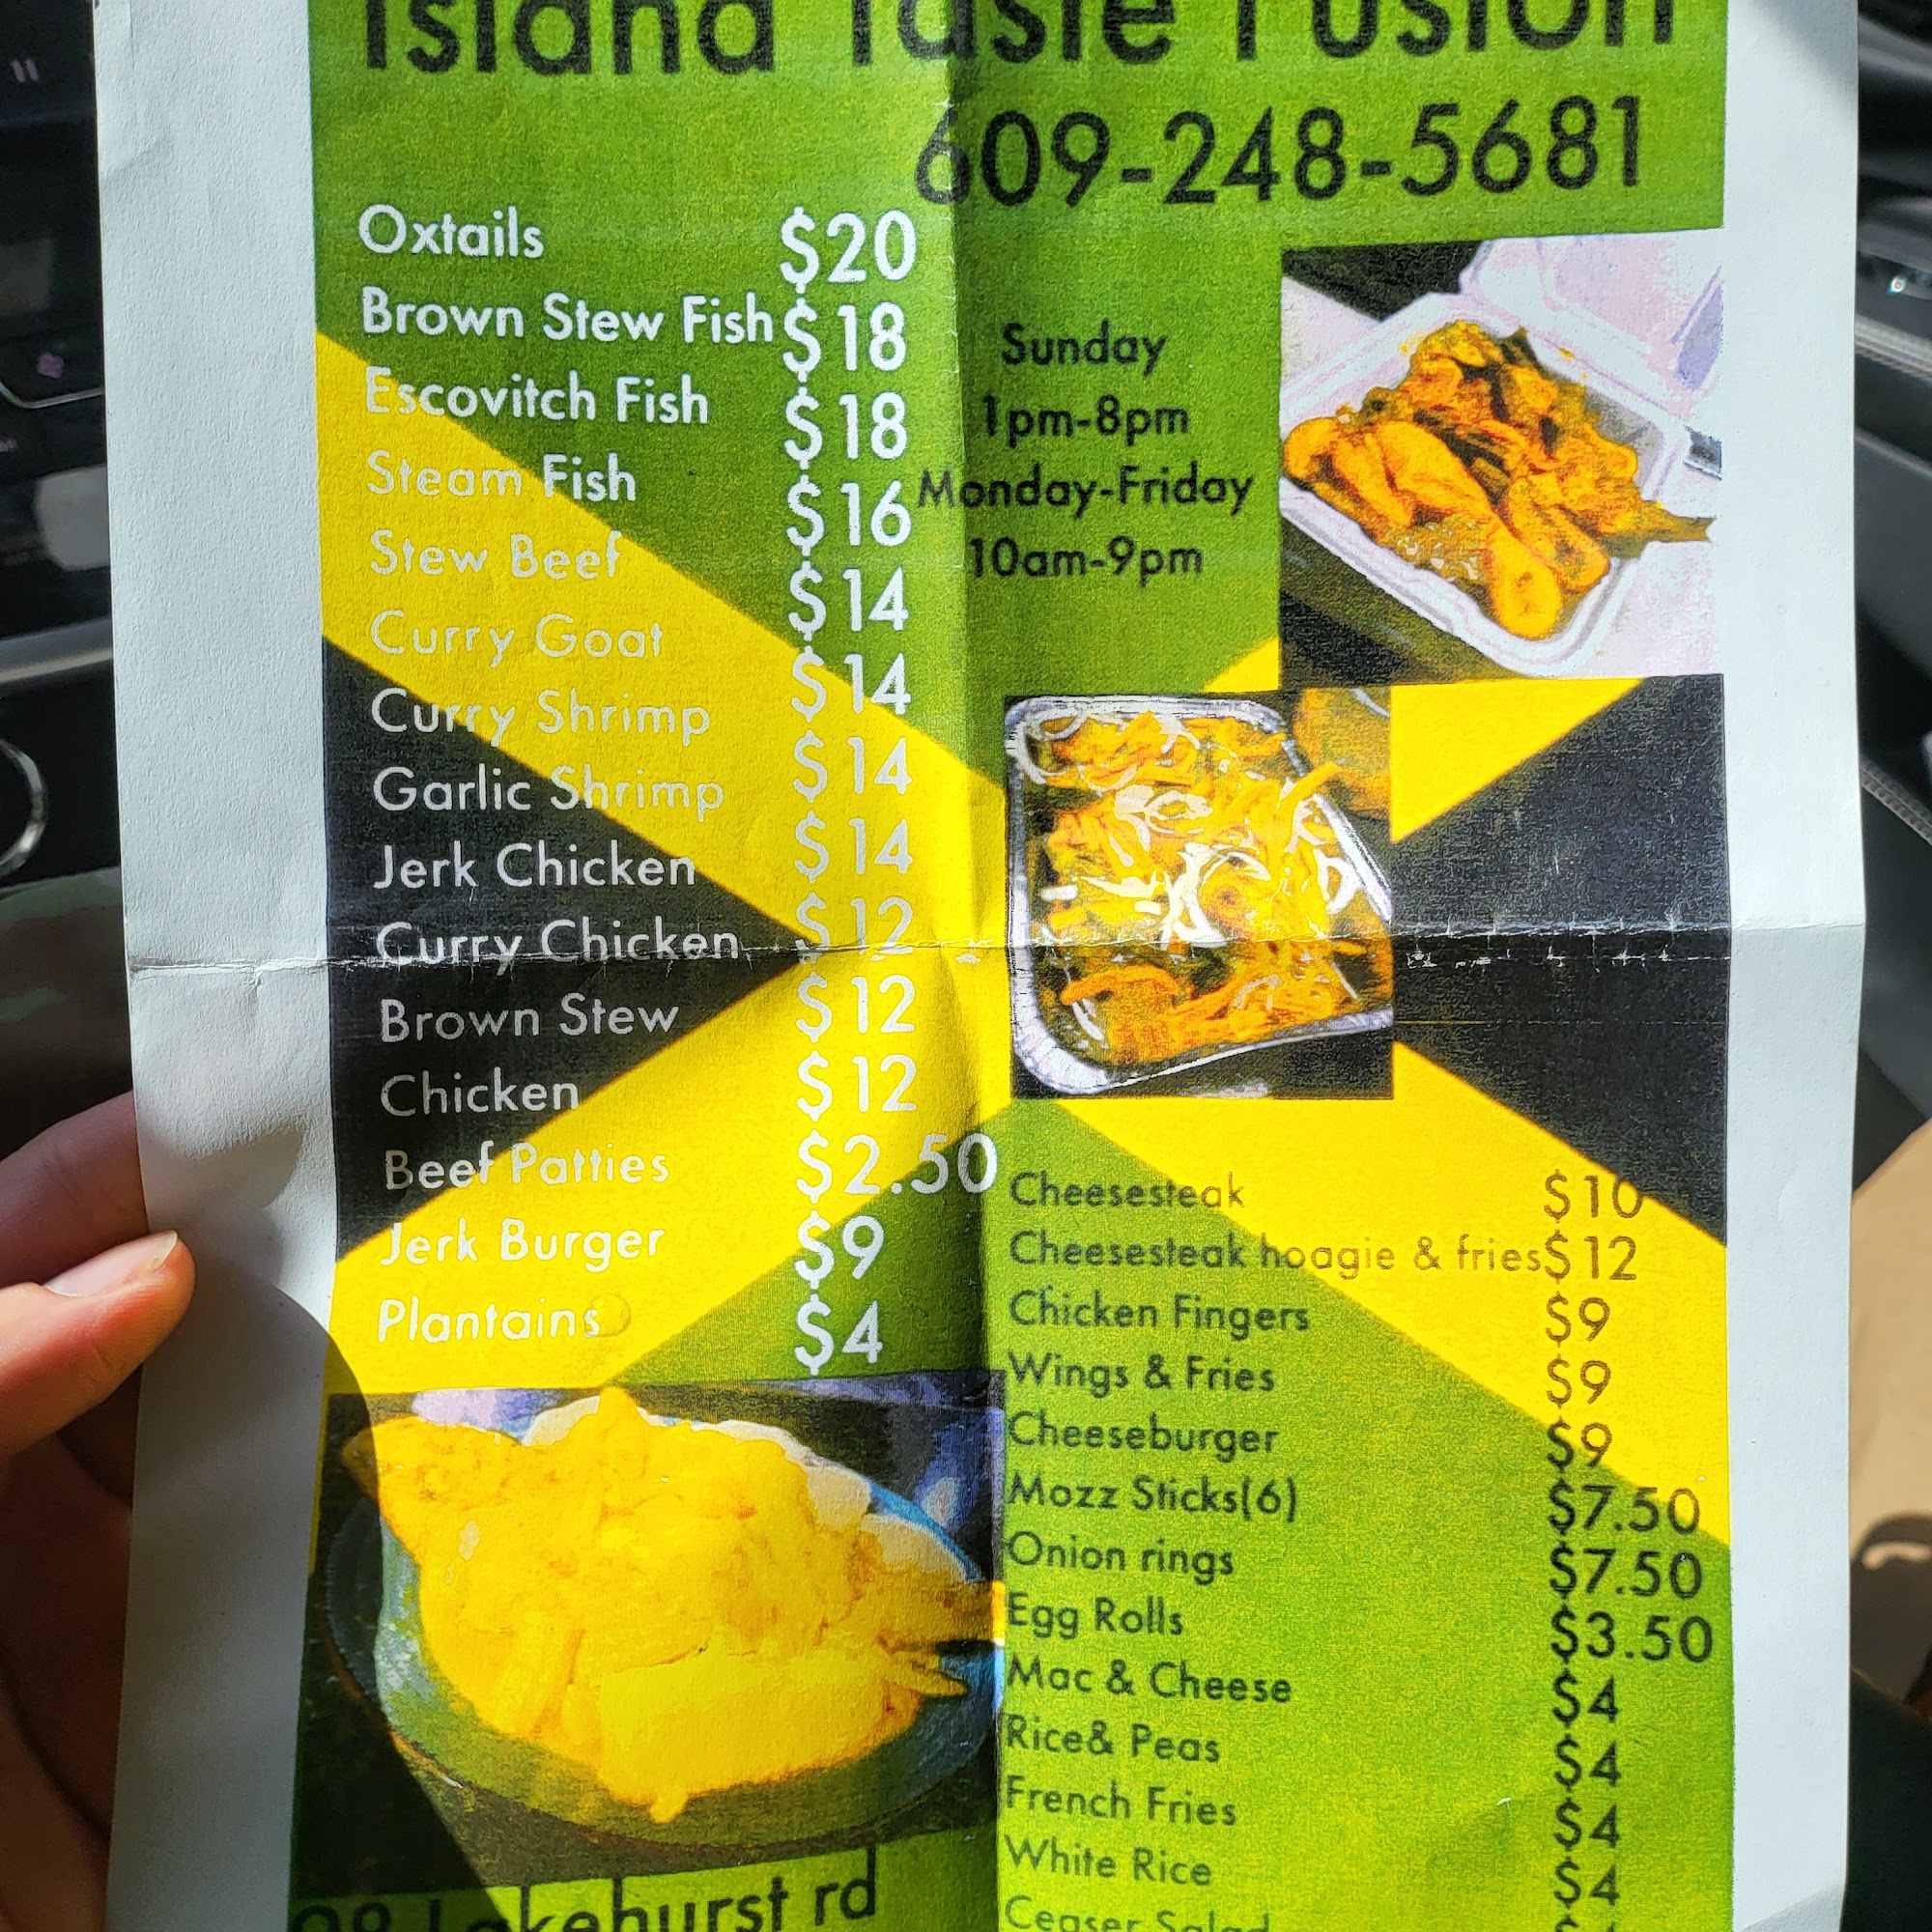 Island Taste Fusion
609-248-5681
Oxtails $20
Brown Stew Fish $18
Escovitch Fish $18
Steam Fish $16
Stew Beef $14
Curry Goat $14
Curry Shrimp $14
Garlic Shrimp $14
Jerk Chicken $12
Curry Chicken $12
Brown Stew
Chicken $12
Beef Patties $2.50
Jerk Burger $9
Plantains $4
Sunday
1pm-8pm
Monday-Friday
10am-9pm
Cheesesteak $10
Cheesesteak hoagie & fries $12
Chicken Fingers $9
Wings & Fries $9
Cheeseburger $9
Mozz Sticks(6) $7.50
Onion rings $7.50
Egg Rolls $3.50
Mac & Cheese $4
Rice& Peas $4
French Fries $4
White Rice $4
Ceaser Salad
Lakehurst rd